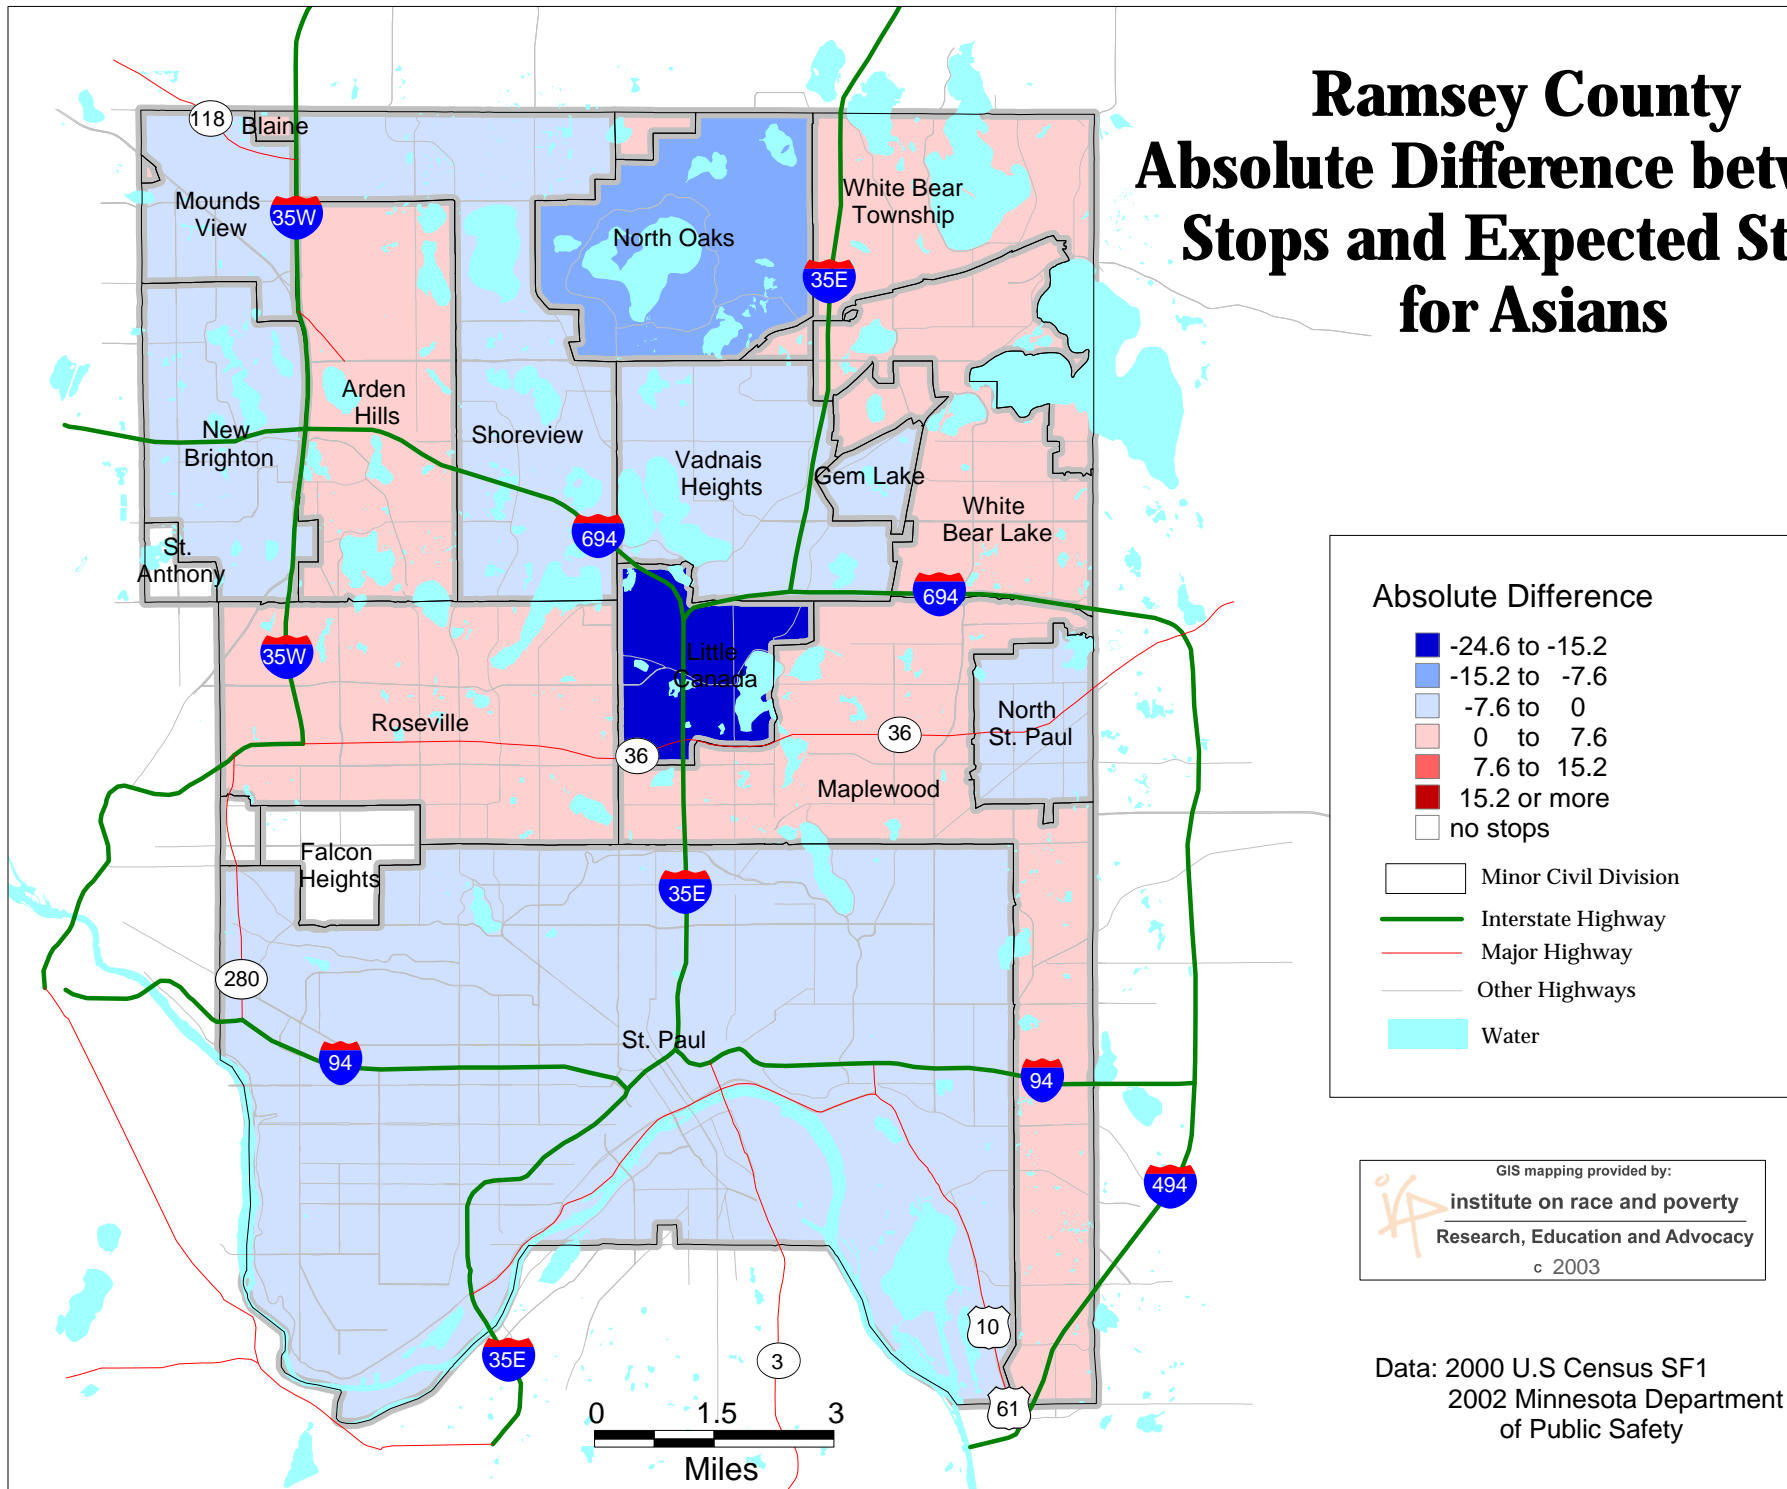 Ramsey County
Absolute Difference betw
Stops and Expected St
for Asians
118
Blaine
Mounds
View
35W
North Oaks
White Bear
Township
35E
Arden
Hills
New
Brighton
Shoreview
Vadnais
Heights
Gem Lake
White
Bear Lake
694
St.
Anthony
694
35W
Little
Canada
Roseville
36
36
North
St. Paul
Maplewood
Falcon
Heights
35E
280
St. Paul
94
94
494
10
35E
3
61
0 1.5 3
Miles
Absolute Difference
-24.6 to -15.2
-15.2 to -7.6
-7.6 to 0
0 to 7.6
7.6 to 15.2
15.2 or more
no stops
Minor Civil Division
Interstate Highway
Major Highway
Other Highways
Water
GIS mapping provided by:
irp
institute on race and poverty
Research, Education and Advocacy
c 2003
Data: 2000 U.S Census SF1
2002 Minnesota Department
of Public Safety